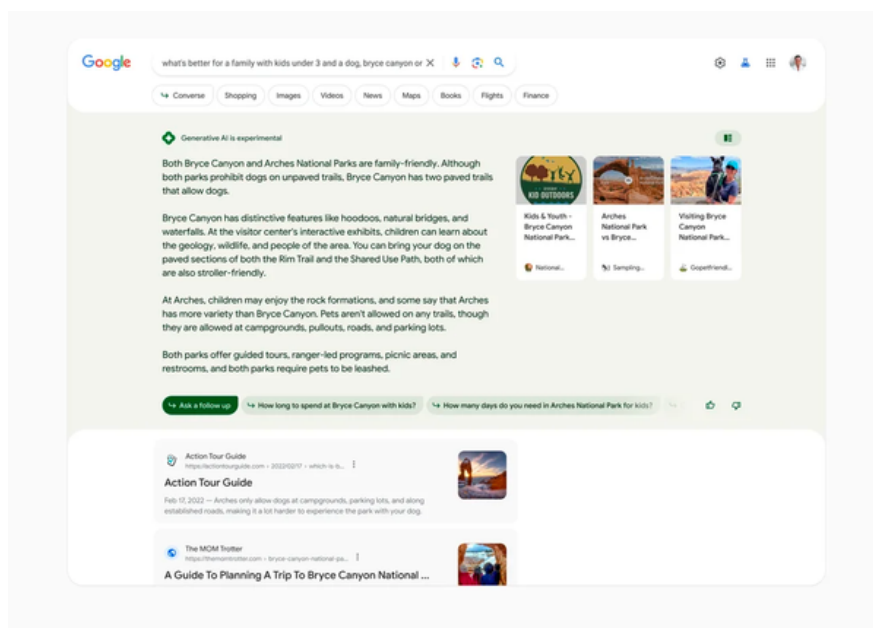 Google
what's better for a family with kids under 3 and a dog, bryce canyon or
Converse
Shopping
Images
Videos
News
Maps
Books
Flights
Finance
Generative AI is experimental
Both Bryce Canyon and Arches National Parks are family-friendly. Although
both parks prohibit dogs on unpaved trails, Bryce Canyon has two paved trails
that allow dogs.
Bryce Canyon has distinctive features like hoodoos, natural bridges, and
waterfalls. At the visitor center's interactive exhibits, children can learn about
the geology, wildlife, and people of the area. You can bring your dog on the
paved sections of both the Rim Trail and the Shared Use Path, both of which
are also stroller-friendly.
At Arches, children may enjoy the rock formations, and some say that Arches
has more variety than Bryce Canyon. Pets aren't allowed on any trails, though
they are allowed at campgrounds, pullouts, roads, and parking lots.
Both parks offer guided tours, ranger-led programs, picnic areas, and
restrooms, and both parks require pets to be leashed.
KID OUTDOORS
Kids & Youth -
Bryce Canyon
National Park...
National...
Arches
National Park
vs Bryce...
Sampling...
Visiting Bryce
Canyon
National Park...
Gopetfriendl...
Ask a follow up
How long to spend at Bryce Canyon with kids?
How many days do you need in Arches National Park for kids?
Action Tour Guide
https://actiontourguide.com › 2022/02/17 › which-is-b...
Action Tour Guide
Feb 17, 2022 — Arches only allow dogs at campgrounds, parking lots, and along
established roads, making it a lot harder to experience the park with your dog.
The MOM Trotter
https://themomtrotter.com › bryce-canyon-national-pa...
A Guide To Planning A Trip To Bryce Canyon National ...